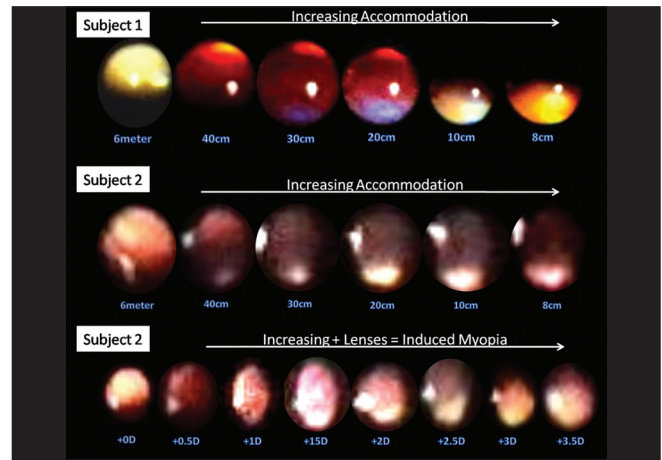 Subject 1
Increasing Accommodation
6meter 40cm 30cm 20cm 10cm 8cm
Subject 2
Increasing Accommodation
6meter 40cm 30cm 20cm 10cm 8cm
Subject 2
Increasing + Lenses = Induced Myopia
+0D +0.5D +1D +15D +2D +2.5D +3D +3.5D